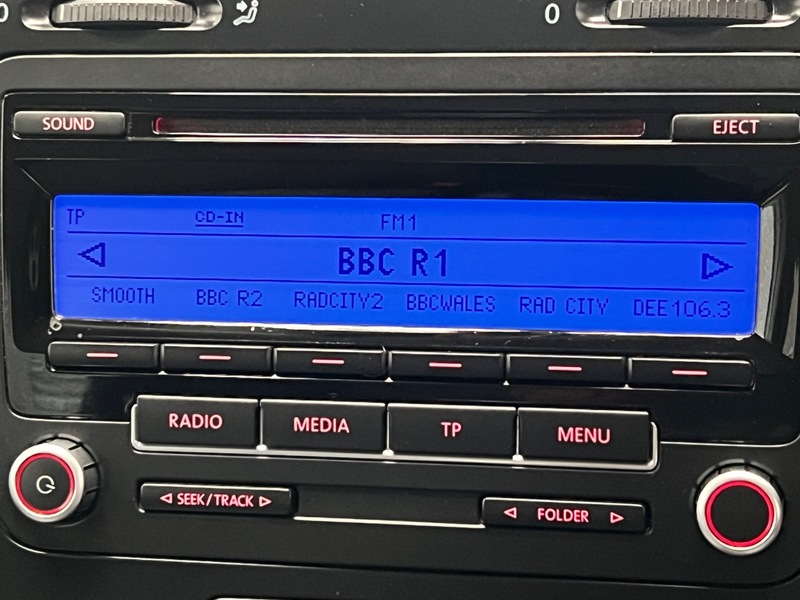 0 0
SOUND EJECT
TP CD-IN FM1
BBC R1
SMOOTH BBC R2 RADCITY2 BBCWALES RAD CITY DEE106.3
RADIO MEDIA TP MENU
SEEK/TRACK FOLDER